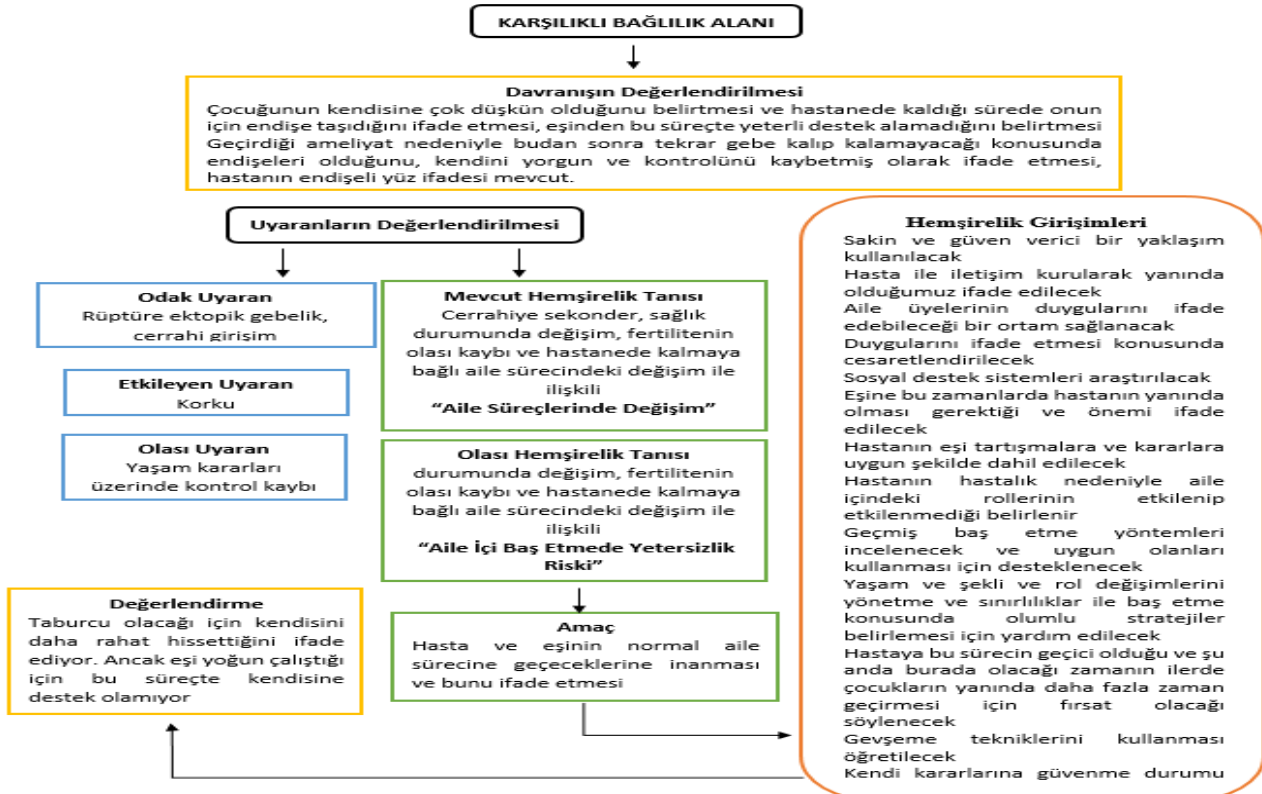 KARŞILIKLI BAĞLILIK ALANI
Davranışın Değerlendirilmesi
Çocuğunun kendisine çok düşkün olduğunu belirtmesi ve hastanede kaldığı sürede onun
için endişe taşıdığını ifade etmesi, eşinden bu süreçte yeterli destek alamadığını belirtmesi
Geçirdiği ameliyat nedeniyle budan sonra tekrar gebe kalıp kalamayacağı konusunda
endişeleri olduğunu, kendini yorgun ve kontrolünü kaybetmiş olarak ifade etmesi,
hastanın endişeli yüz ifadesi mevcut.
Uyaranların Değerlendirilmesi
Odak Uyaran
Rüptüre ektopik gebelik,
cerrahi girişim
Etkileyen Uyaran
Korku
Olası Uyaran
Yaşam kararları
üzerinde kontrol kaybı
Mevcut Hemşirelik Tanısı
Cerrahiye sekonder, sağlık
durumunda değişim, fertilitenin
olası kaybı ve hastanede kalmaya
bağlı aile sürecindeki değişim ile
ilişkili
“Aile Süreçlerinde Değişim”
Olası Hemşirelik Tanısı
durumunda değişim, fertilitenin
olası kaybı ve hastanede kalmaya
bağlı aile sürecindeki değişim ile
ilişkili
“Aile İçi Baş Etmede Yetersizlik
Riski”
Amaç
Hasta ve eşinin normal aile
sürecine geçeceklerine inanması
ve bunu ifade etmesi
Hemşirelik Girişimleri
Sakin ve güven verici bir yaklaşım
kullanılacak
Hasta ile iletişim kurularak yanında
olduğumuz ifade edilecek
Aile üyelerinin duygularını ifade
edebileceği bir ortam sağlanacak
Duygularını ifade etmesi konusunda
cesaretlendirilecek
Sosyal destek sistemleri araştırılacak
Eşine bu zamanlarda hastanın yanında
olması gerektiği ve önemi ifade
edilecek
Hastanın eşi tartışmalara ve kararlara
uygun şekilde dahil edilecek
Hastanın hastalık nedeniyle aile
içindeki rollerinin etkilenip
etkilenmediği belirlenir
Geçmiş baş etme yöntemleri
incelenecek ve uygun olanları
kullanması için desteklenecek
Yaşam ve şekli ve rol değişimlerini
yönetme ve sınırlılıklar ile baş etme
konusunda olumlu stratejiler
belirlemesi için yardım edilecek
Hastaya bu sürecin geçici olduğu ve şu
anda burada olacağı zamanın ilerde
çocukların yanında daha fazla zaman
geçirmesi için fırsat olacağı
söylenecek
Gevşeme tekniklerini kullanması
öğretilecek
Kendi kararlarına güvenme durumu
Değerlendirme
Taburcu olacağı için kendisini
daha rahat hissettiğini ifade
ediyor. Ancak eşi yoğun çalıştığı
için bu süreçte kendisine
destek olamıyor